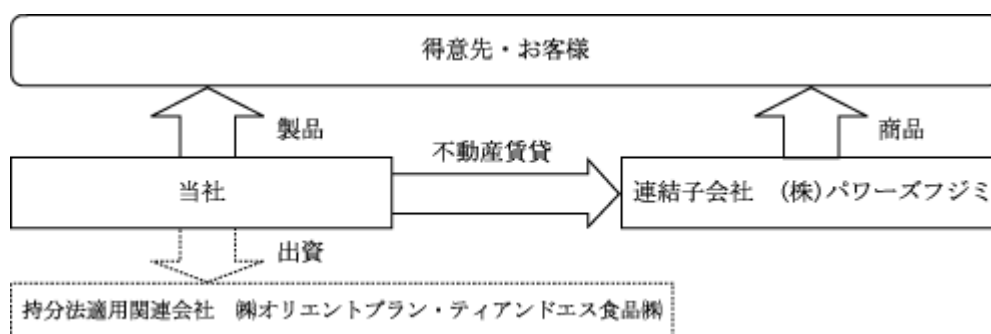 得意先・お客様
製品
商品
不動産賃貸
当社
連結子会社　(株)パワーズフジミ
出資
持分法適用関連会社　㈱オリエントプラン・ティアンドエス食品㈱